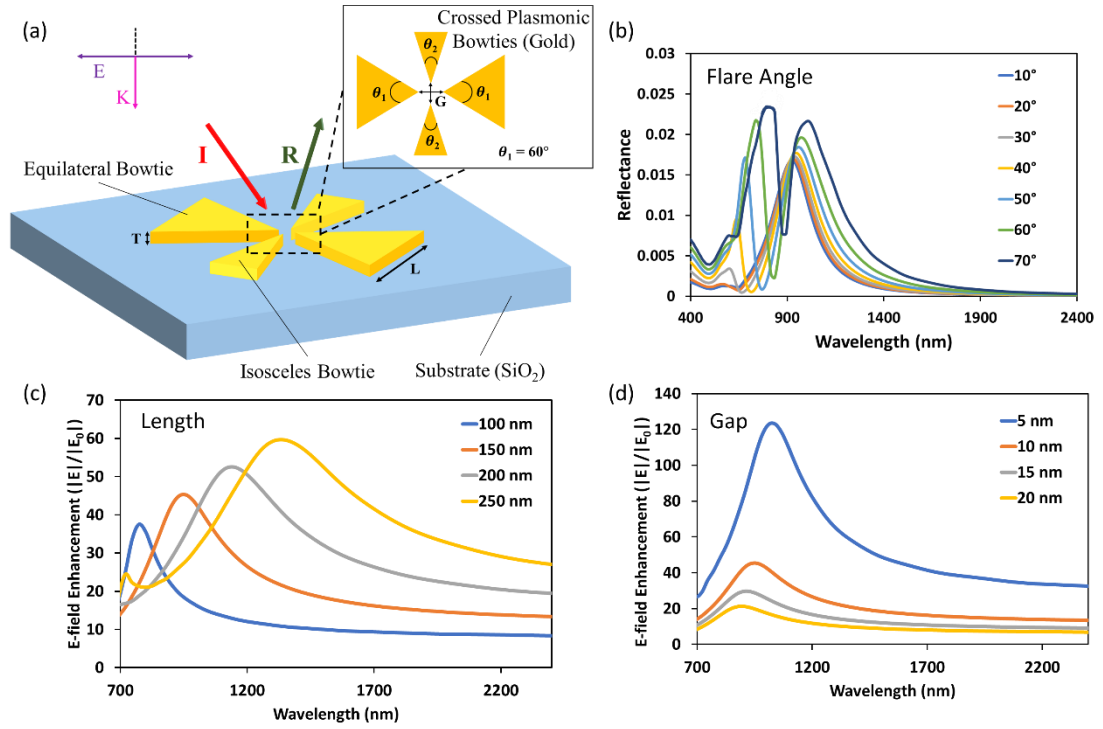 (a)
E
K
I
R
Equilateral Bowtie
T
L
Isosceles Bowtie
Substrate (SiO₂)
Crossed Plasmonic
Bowties (Gold)
θ₂
θ₁
G
θ₁
θ₂
θ₁ = 60°
(b)
Flare Angle
Reflectance
0.03
0.025
0.02
0.015
0.01
0.005
0
400
900
1400
1900
2400
Wavelength (nm)
10°
20°
30°
40°
50°
60°
70°
(c)
Length
E-field Enhancement (|E|/|E₀|)
70
60
50
40
30
20
10
0
700
1200
1700
2200
Wavelength (nm)
100 nm
150 nm
200 nm
250 nm
(d)
Gap
E-field Enhancement (|E|/|E₀|)
140
120
100
80
60
40
20
0
700
1200
1700
2200
Wavelength (nm)
5 nm
10 nm
15 nm
20 nm